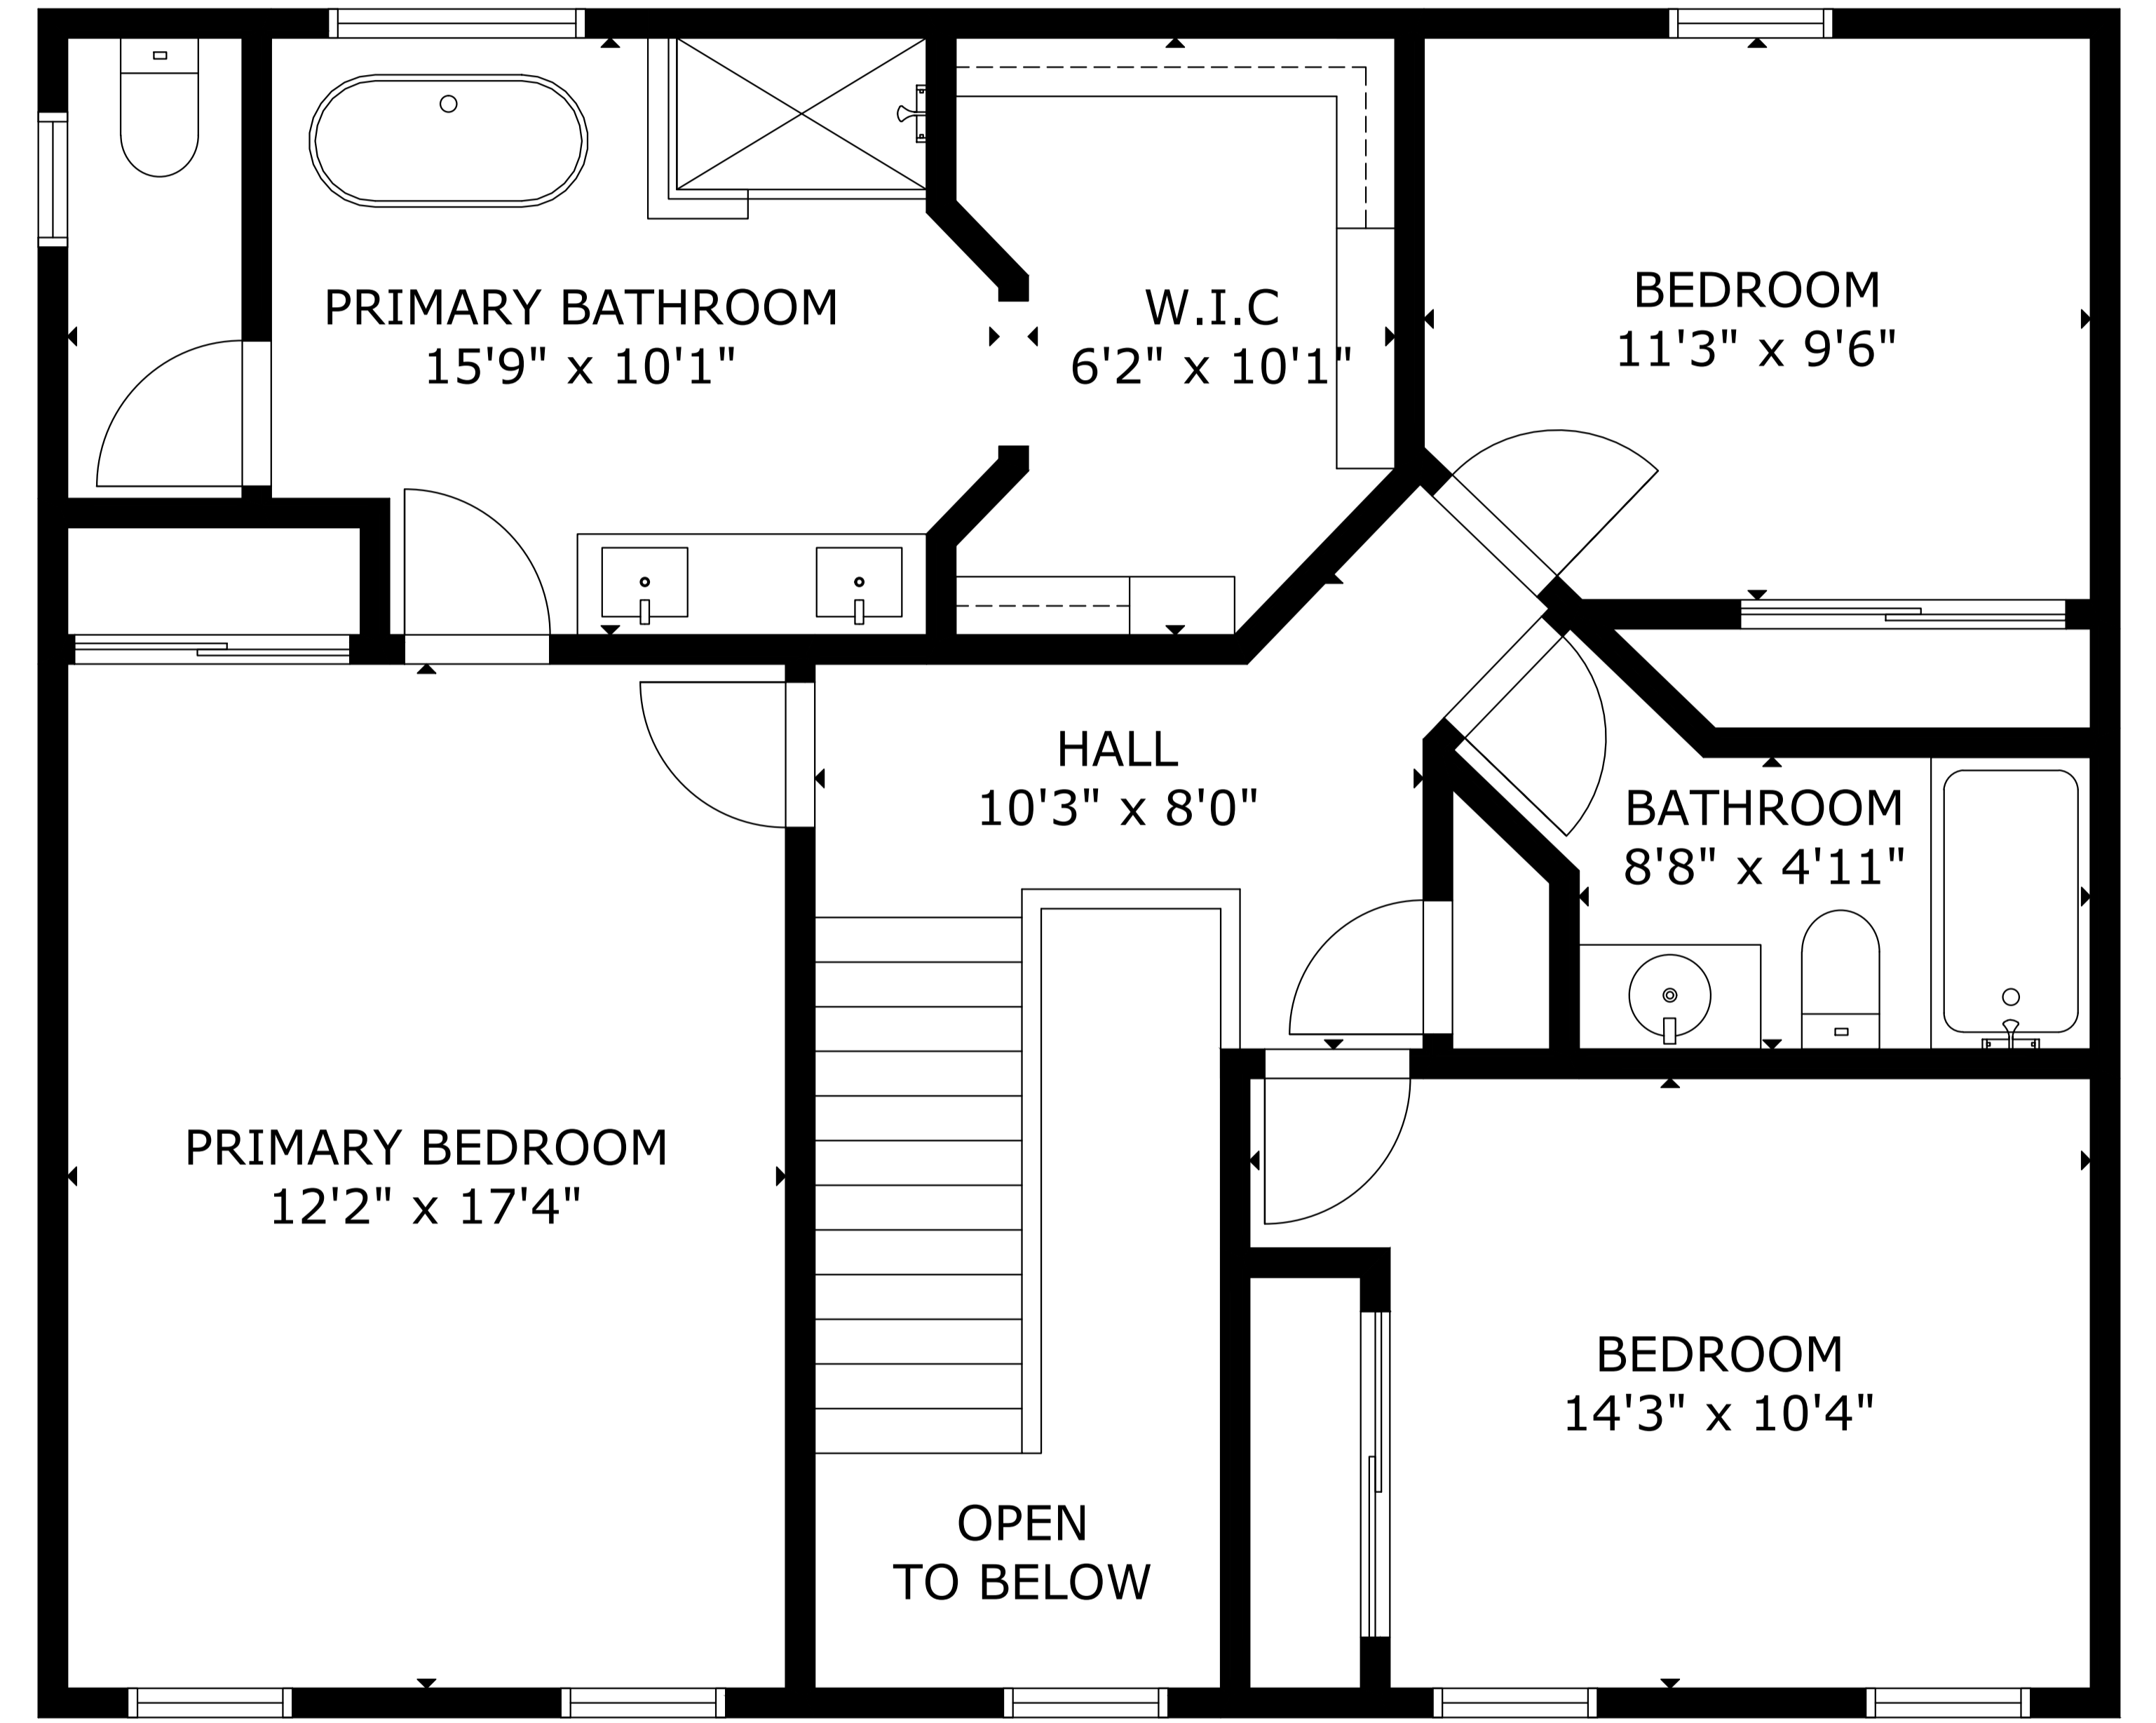 PRIMARY BATHROOM
15'9" x 10'1"
W.I.C
6'2" x 10'1"
BEDROOM
11'3" x 9'6"
HALL
10'3" x 8'0"
BATHROOM
8'8" x 4'11"
PRIMARY BEDROOM
12'2" x 17'4"
BEDROOM
14'3" x 10'4"
OPEN
TO BELOW